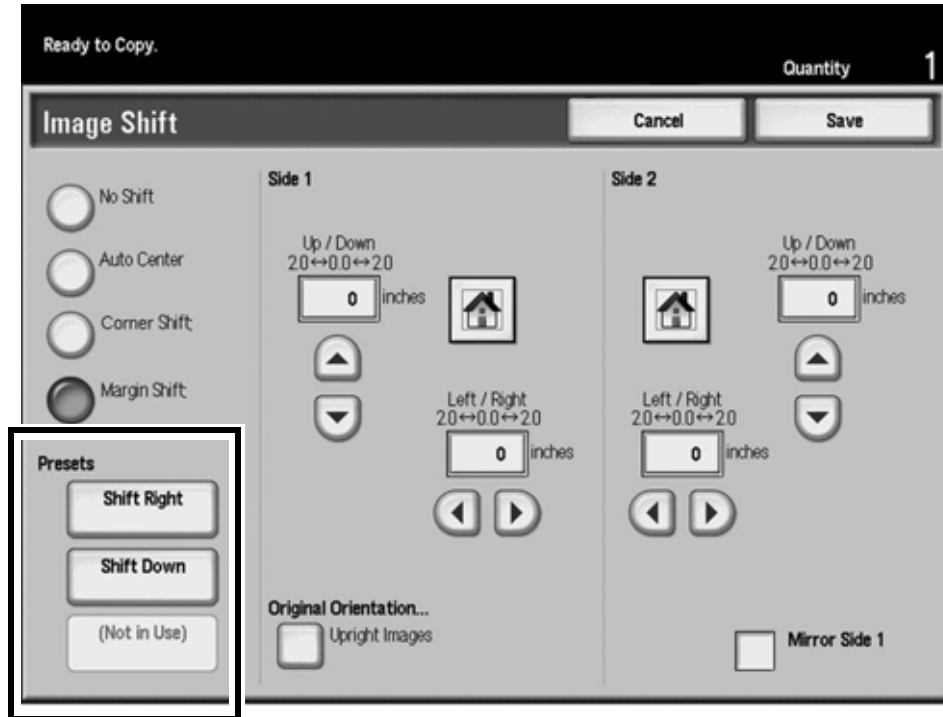 Ready to Copy.
Quantity 1
Image Shift
Cancel
Save
No Shift
Auto Center
Corner Shift
Margin Shift
Presets
Shift Right
Shift Down
(Not in Use)
Side 1
Up / Down
2.0↔0.0↔2.0
0 inches
Left / Right
2.0↔0.0↔2.0
0 inches
Original Orientation...
Upright Images
Side 2
Up / Down
2.0↔0.0↔2.0
0 inches
Left / Right
2.0↔0.0↔2.0
0 inches
Mirror Side 1